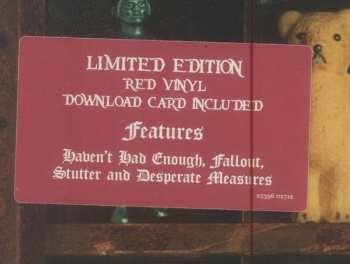 LIMITED EDITION
RED VINYL
DOWNLOAD CARD INCLUDED
Features
Haven't Had Enough, Fallout,
Stutter and Desperate Measures